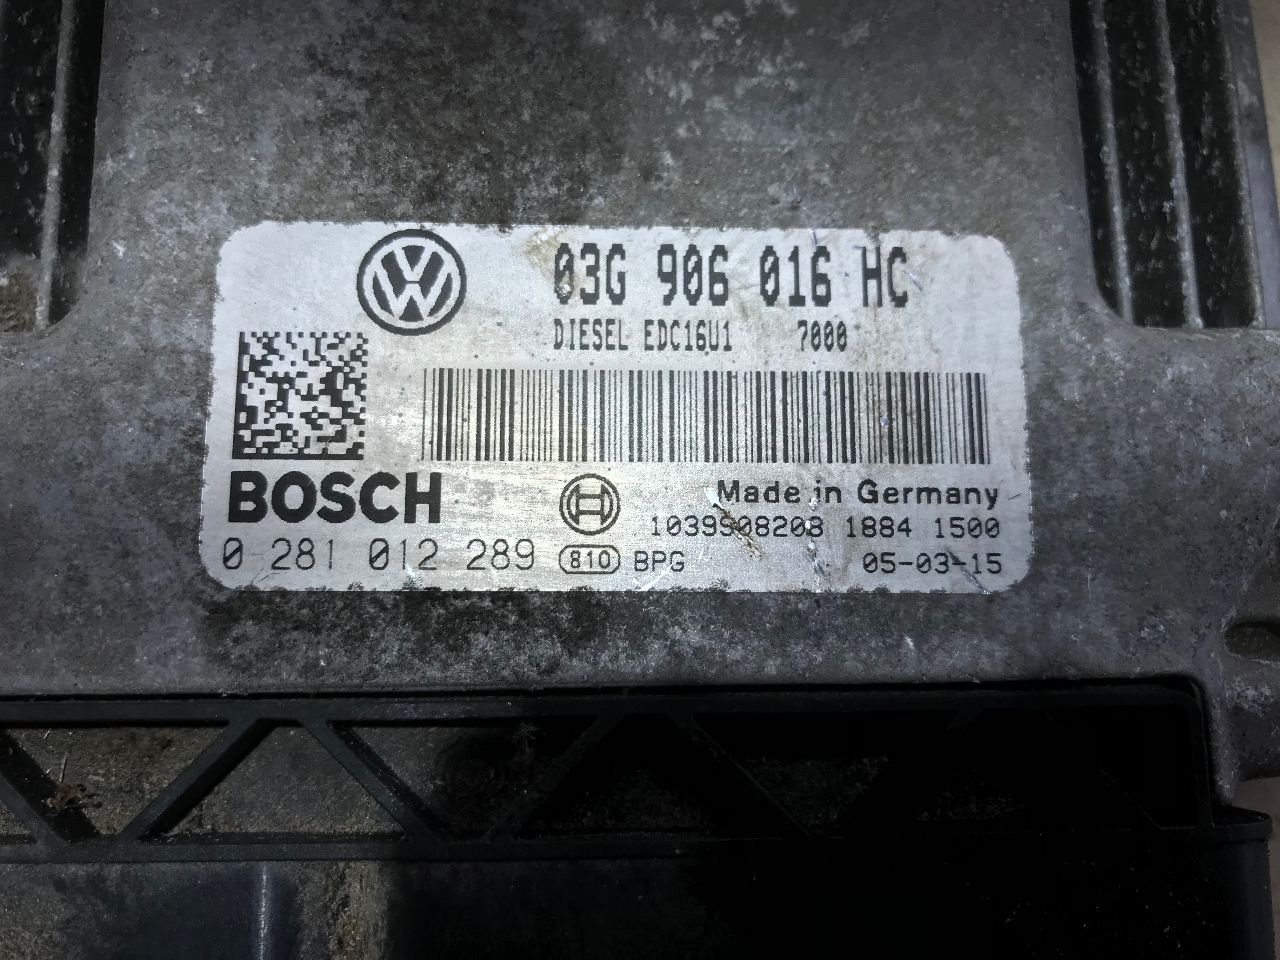 03G 906 016 HC
DIESEL EDC16U1 7000
BOSCH
Made in Germany
1039S08208 1884 1500
0 281 012 289 810 BPG 05-03-15